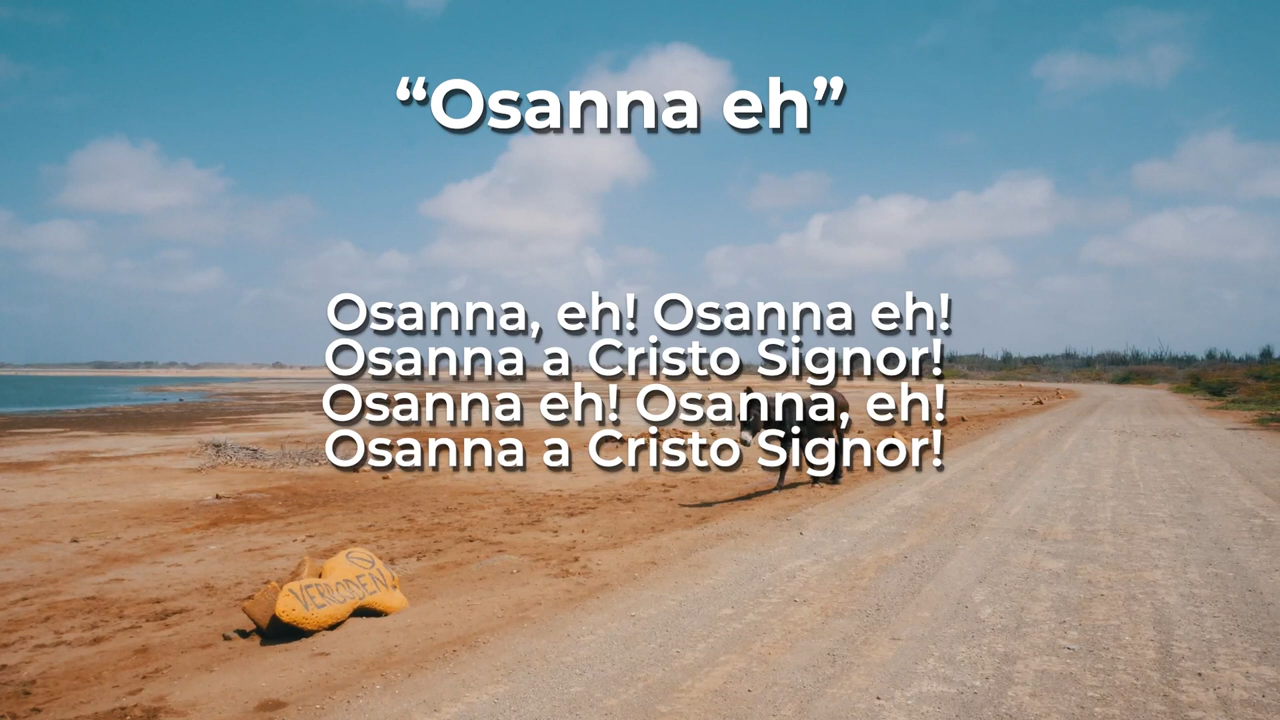 “Osanna eh”
Osanna, eh! Osanna eh!
Osanna a Cristo Signor!
Osanna eh! Osanna, eh!
Osanna a Cristo Signor!
VERBODEN